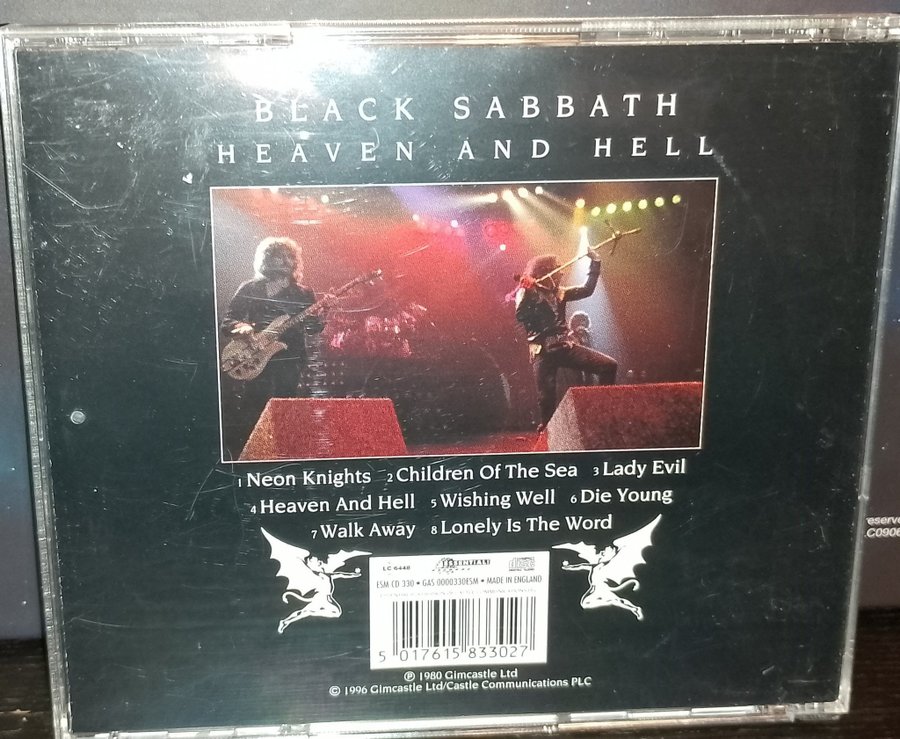 BLACK SABBATH
HEAVEN AND HELL
1 Neon Knights 2 Children Of The Sea 3 Lady Evil
4 Heaven And Hell 5 Wishing Well 6 Die Young
7 Walk Away 8 Lonely Is The Word
LC 6448 ESSENTIAL! disc
ESM CD 330 • GAS 0000330ESM • MADE IN ENGLAND
5 017615 833027
℗ 1980 Gimcastle Ltd
© 1996 Gimcastle Ltd/Castle Communications PLC